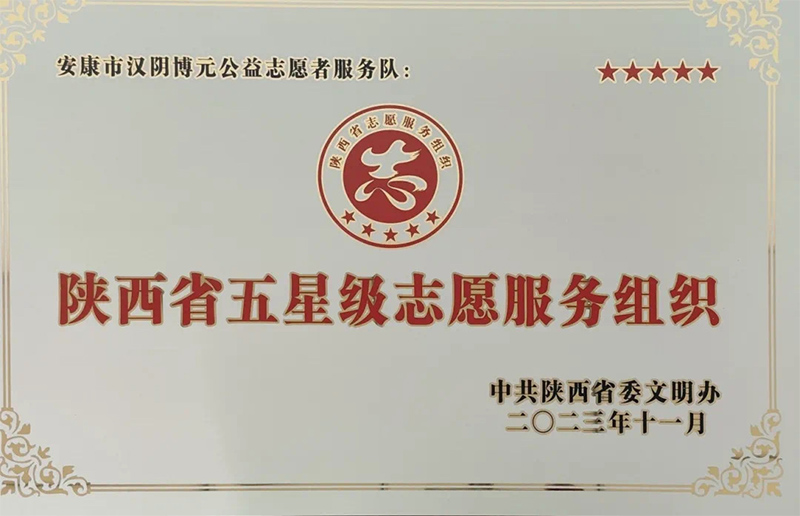 安康市汉阴博元公益志愿者服务队：
★★★★★
陕西省志愿服务组织
志
陕西省五星级志愿服务组织
中共陕西省委文明办
二〇二三年十一月